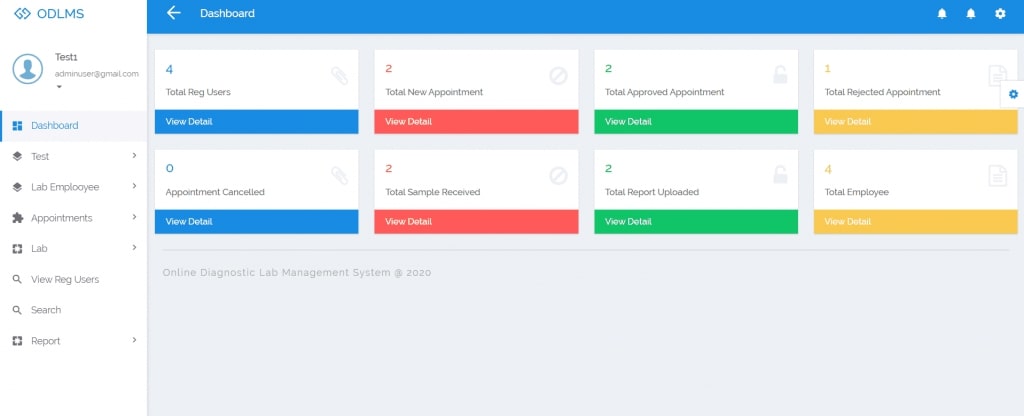 ODLMS
Dashboard
Test1
adminuser@gmail.com
Dashboard
Test
Lab Emplooyee
Appointments
Lab
View Reg Users
Search
Report
4
Total Reg Users
View Detail
2
Total New Appointment
View Detail
2
Total Approved Appointment
View Detail
1
Total Rejected Appointment
View Detail
0
Appointment Cancelled
View Detail
2
Total Sample Received
View Detail
2
Total Report Uploaded
View Detail
4
Total Employee
View Detail
Online Diagnostic Lab Management System @ 2020